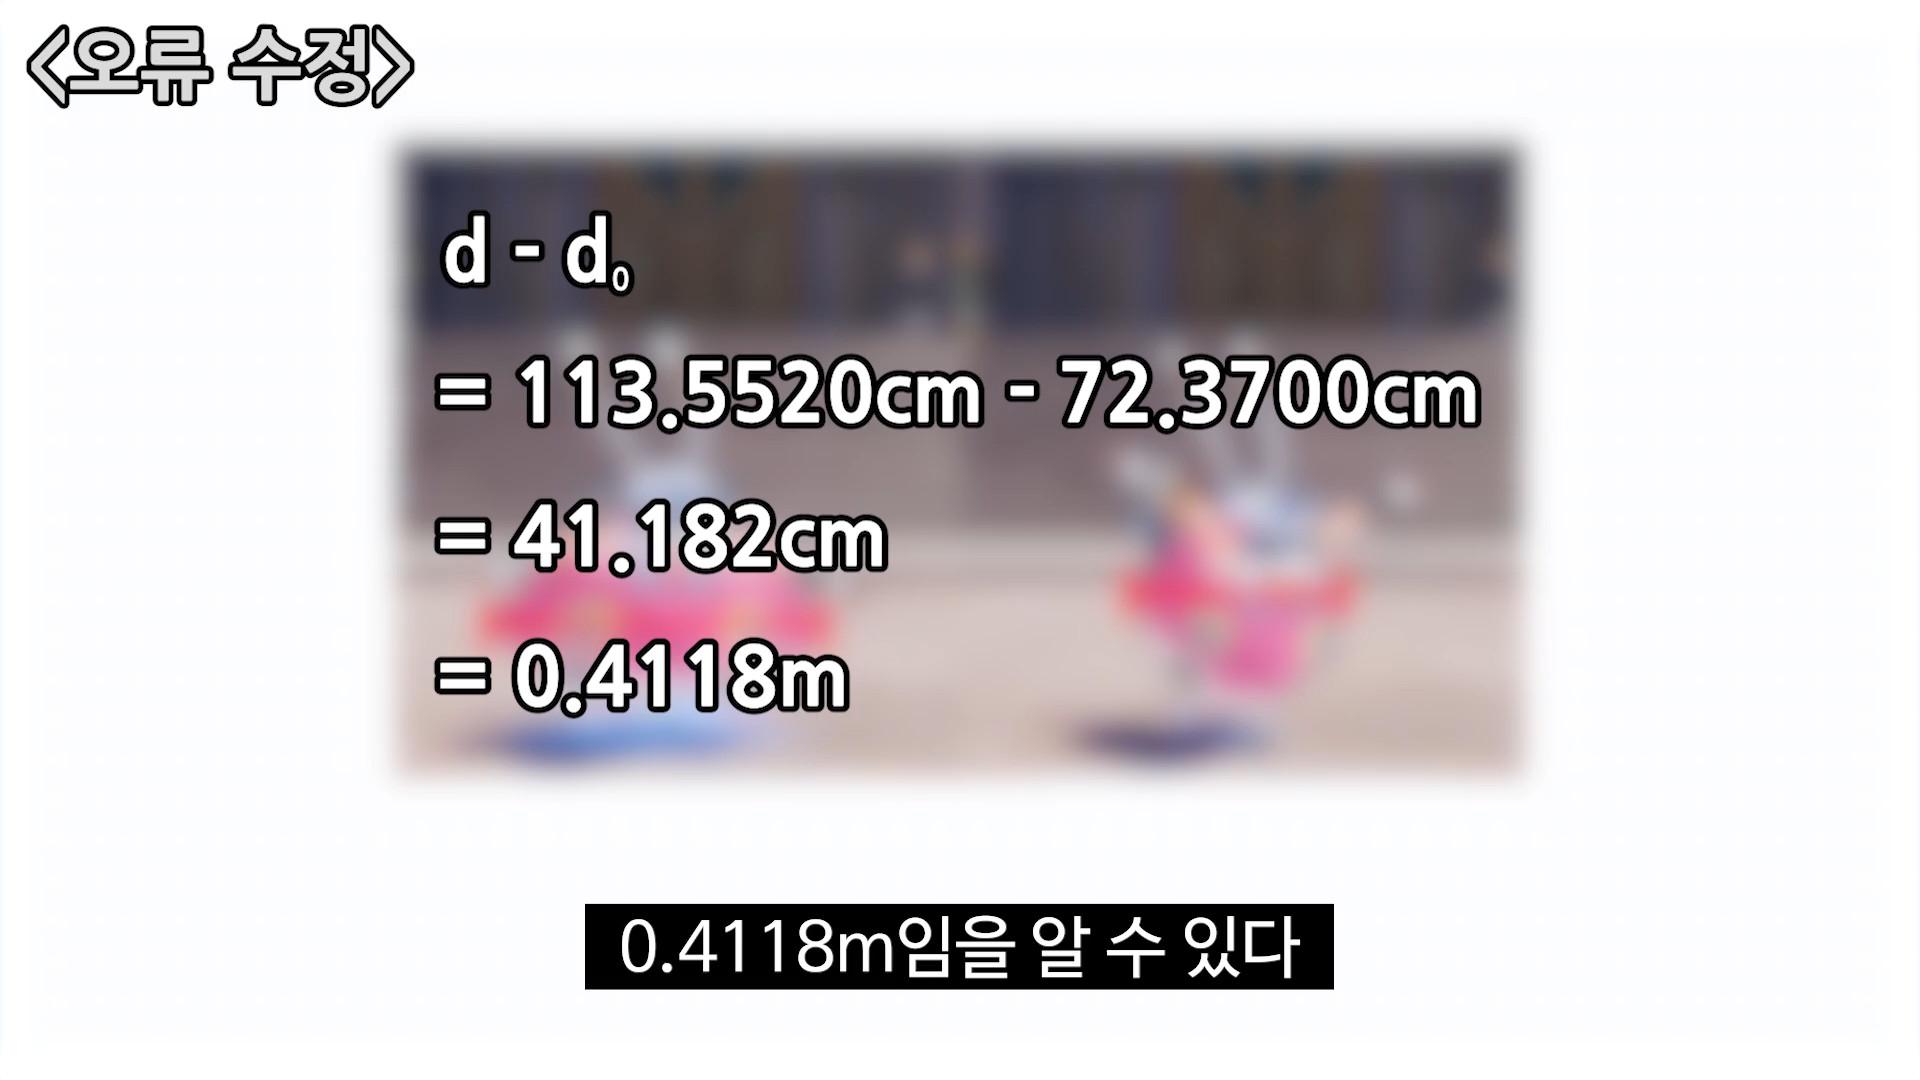 <오류 수정>
d - d₀
= 113.5520cm - 72.3700cm
= 41.182cm
= 0.4118m
0.4118m임을 알 수 있다